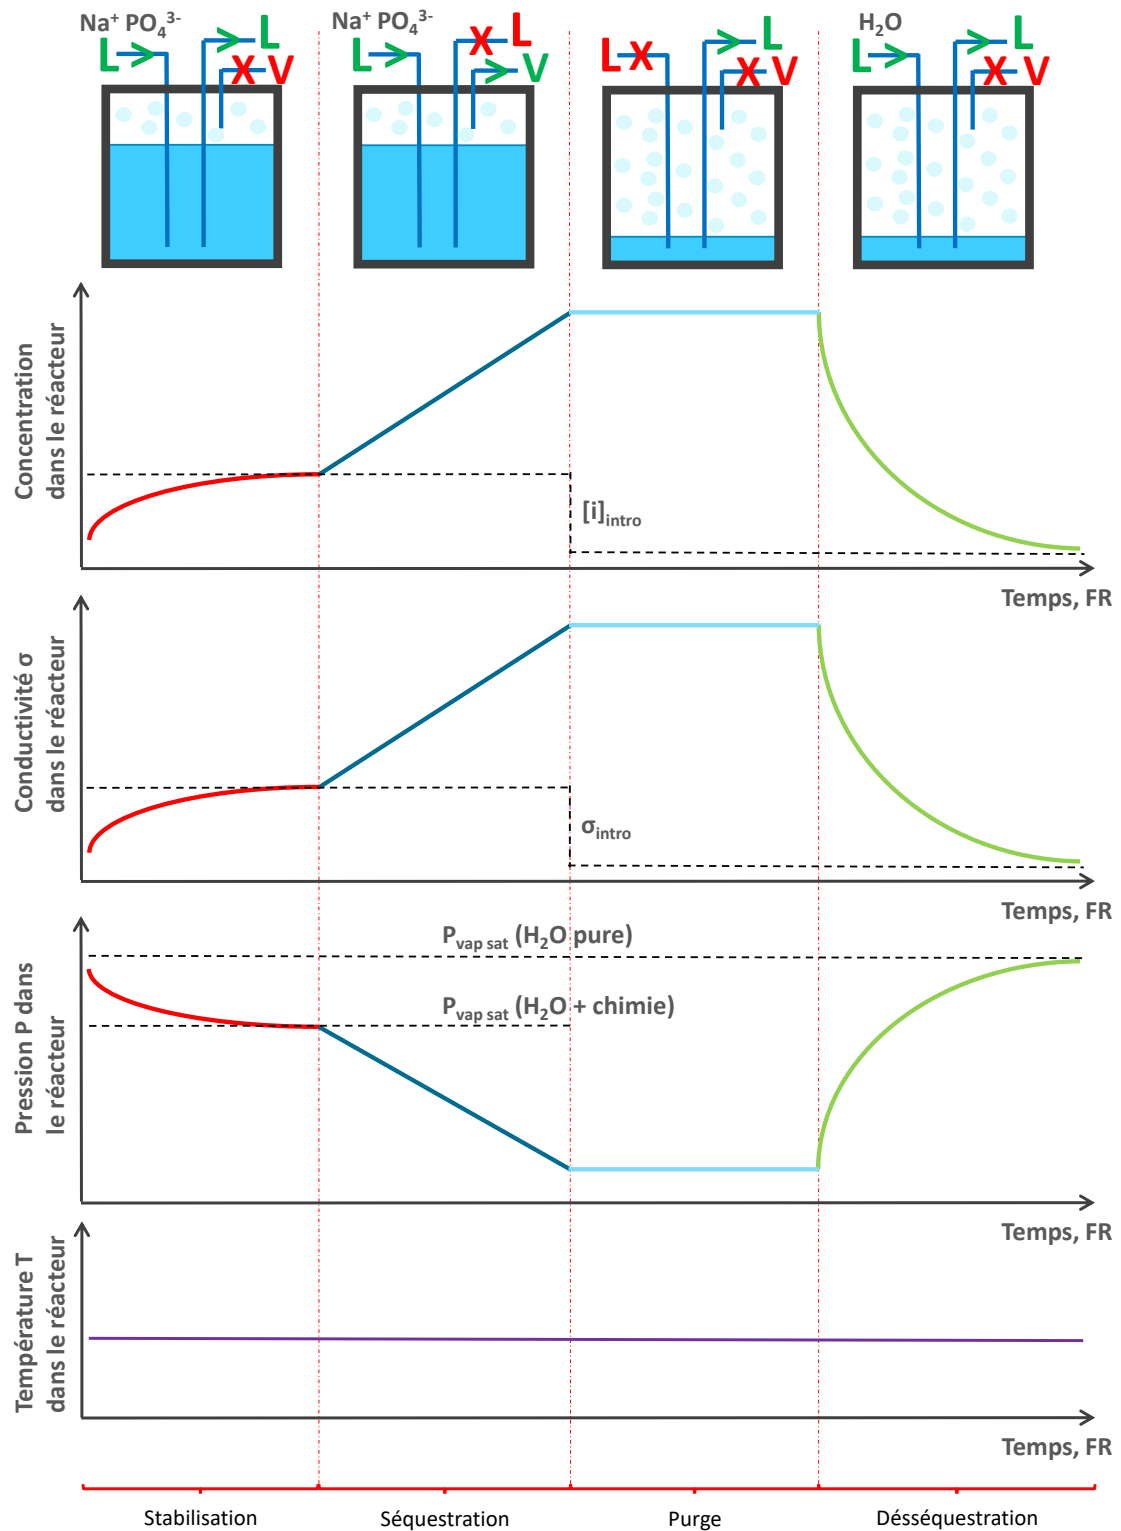 Na⁺ PO₄³⁻
L L
X V
Na⁺ PO₄³⁻
L X L
V
L X L
X V
H₂O
L L
X V
Concentration
dans le réacteur
[i]intro
Temps, FR
Conductivité σ
dans le réacteur
σintro
Temps, FR
Pression P dans
le réacteur
Pvap sat (H₂O pure)
Pvap sat (H₂O + chimie)
Temps, FR
Température T
dans le réacteur
Temps, FR
Stabilisation Séquestration Purge Désséquestration